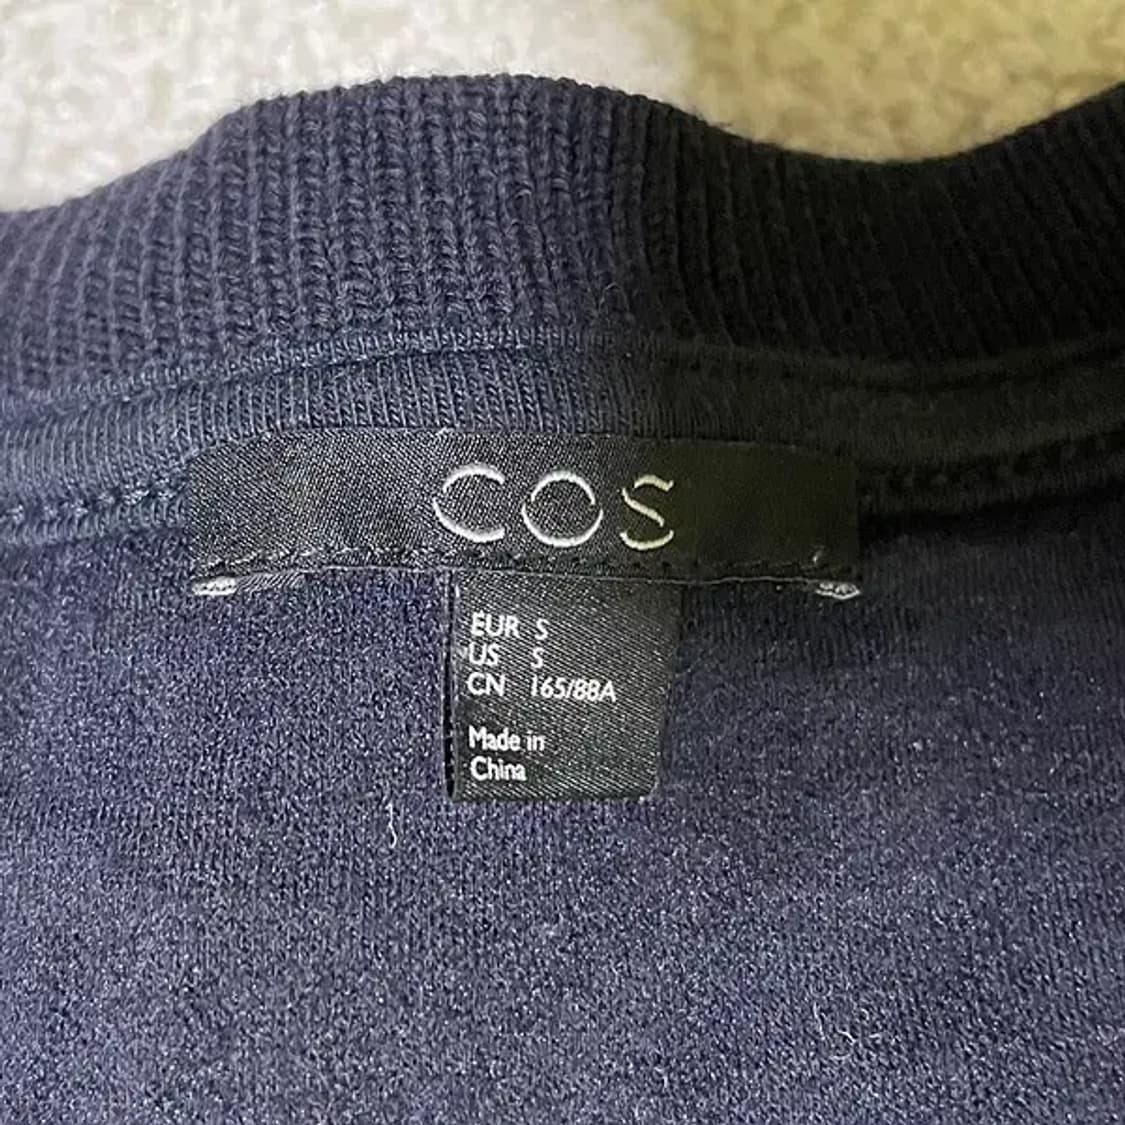 COS
EUR S
US S
CN 165/88A
Made in
China